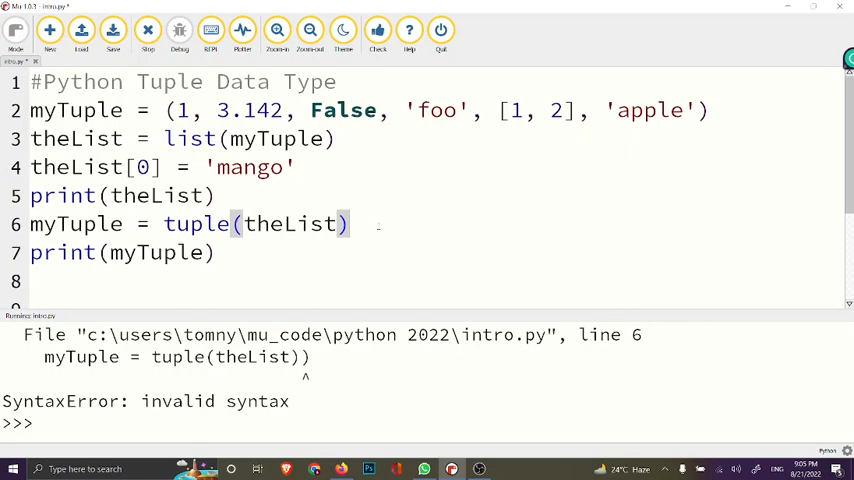 Mu 1.0.3 - intro.py *
Mode New Load Save Stop Debug REPL Plotter Zoom-in Zoom-out Theme Check Help Quit
intro.py *
1 #Python Tuple Data Type
2 myTuple = (1, 3.142, False, 'foo', [1, 2], 'apple')
3 theList = list(myTuple)
4 theList[0] = 'mango'
5 print(theList)
6 myTuple = tuple(theList)
7 print(myTuple)
8
9
Running: intro.py
File "c:\users\tomny\mu_code\python 2022\intro.py", line 6
myTuple = tuple(theList))
^
SyntaxError: invalid syntax
>>>
Python
Type here to search
24°C Haze
9:05 PM
8/21/2022